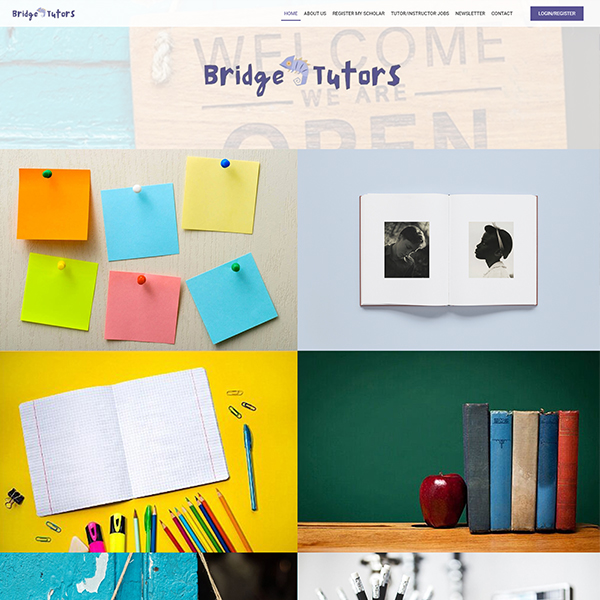 Bridge Tutors
HOME ABOUT US REGISTER MY SCHOLAR TUTOR/INSTRUCTOR JOBS NEWSLETTER CONTACT LOGIN/REGISTER
WELCOME
Bridge Tutors
WE ARE
OPEN